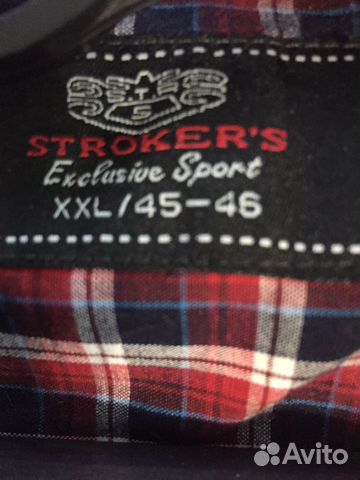 T
S
STROKER'S
Exclusive Sport
XXL/45-46
Avito